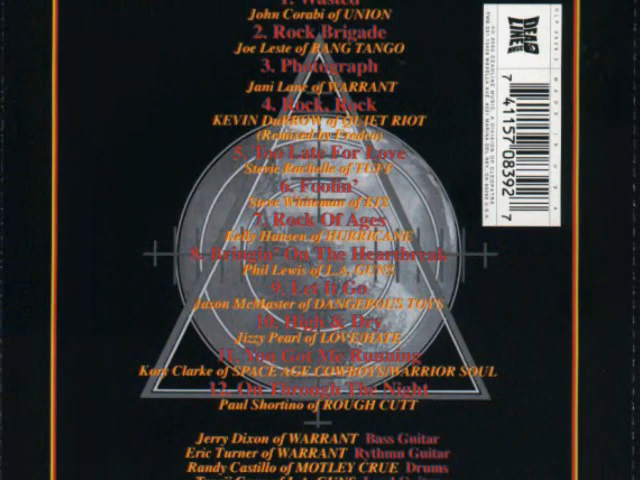 1. Wasted
John Corabi of UNION
2. Rock Brigade
Joe Leste of BANG TANGO
3. Photograph
Jani Lane of WARRANT
4. Rock, Rock
KEVIN DuBROW of QUIET RIOT
(Remixed by
5. Too Late For Love
Stevie Rachelle of TUFF
6. Foolin'
Steve Whiteman of KIX
7. Rock Of Ages
Kelly Hansen of HURRICANE
8. Bringin' On The Heartbreak
Phil Lewis of L.A. GUNS
9. Let It Go
Jason McMaster of DANGEROUS TOYS
10. High & Dry
Jizzy Pearl of LOVE/HATE
11. You Got Me Running
Kory Clarke of SPACE AGE COWBOYS/WARRIOR SOUL
12. On Through The Night
Paul Shortino of ROUGH CUTT
Jerry Dixon of WARRANT Bass Guitar
Eric Turner of WARRANT Rythmn Guitar
Randy Castillo of MOTLEY CRUE Drums
DEAD LINE
7 41157 08392 7